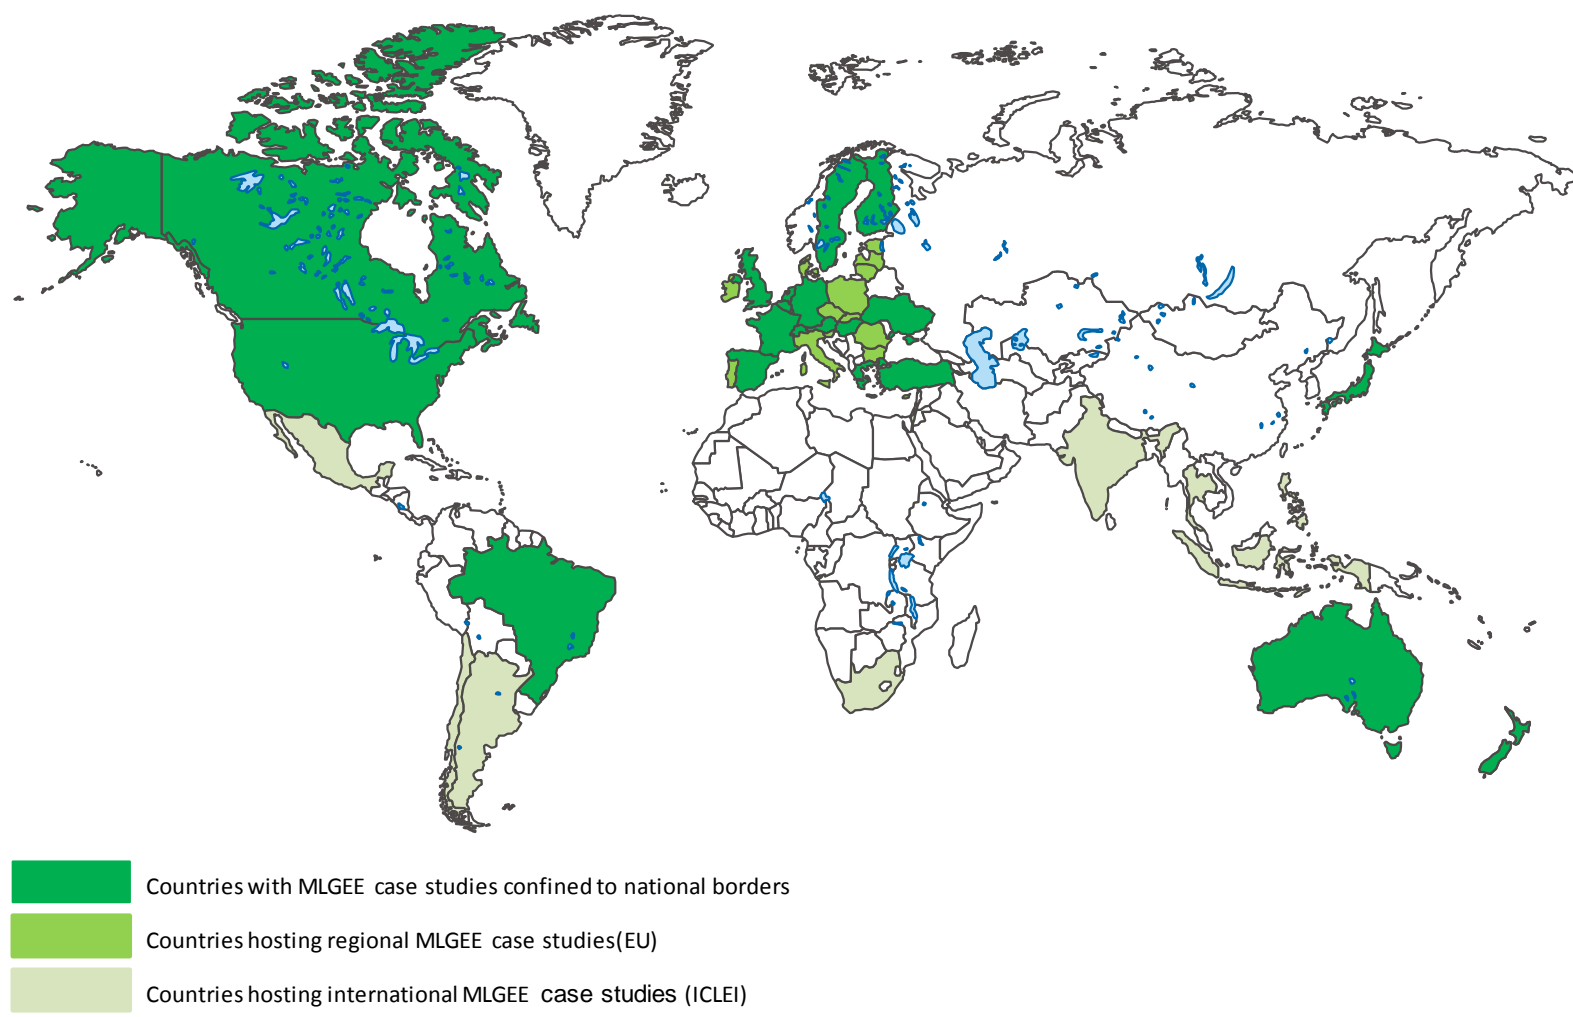 Countries with MLGEE case studies confined to national borders
Countries hosting regional MLGEE case studies(EU)
Countries hosting international MLGEE case studies (ICLEI)